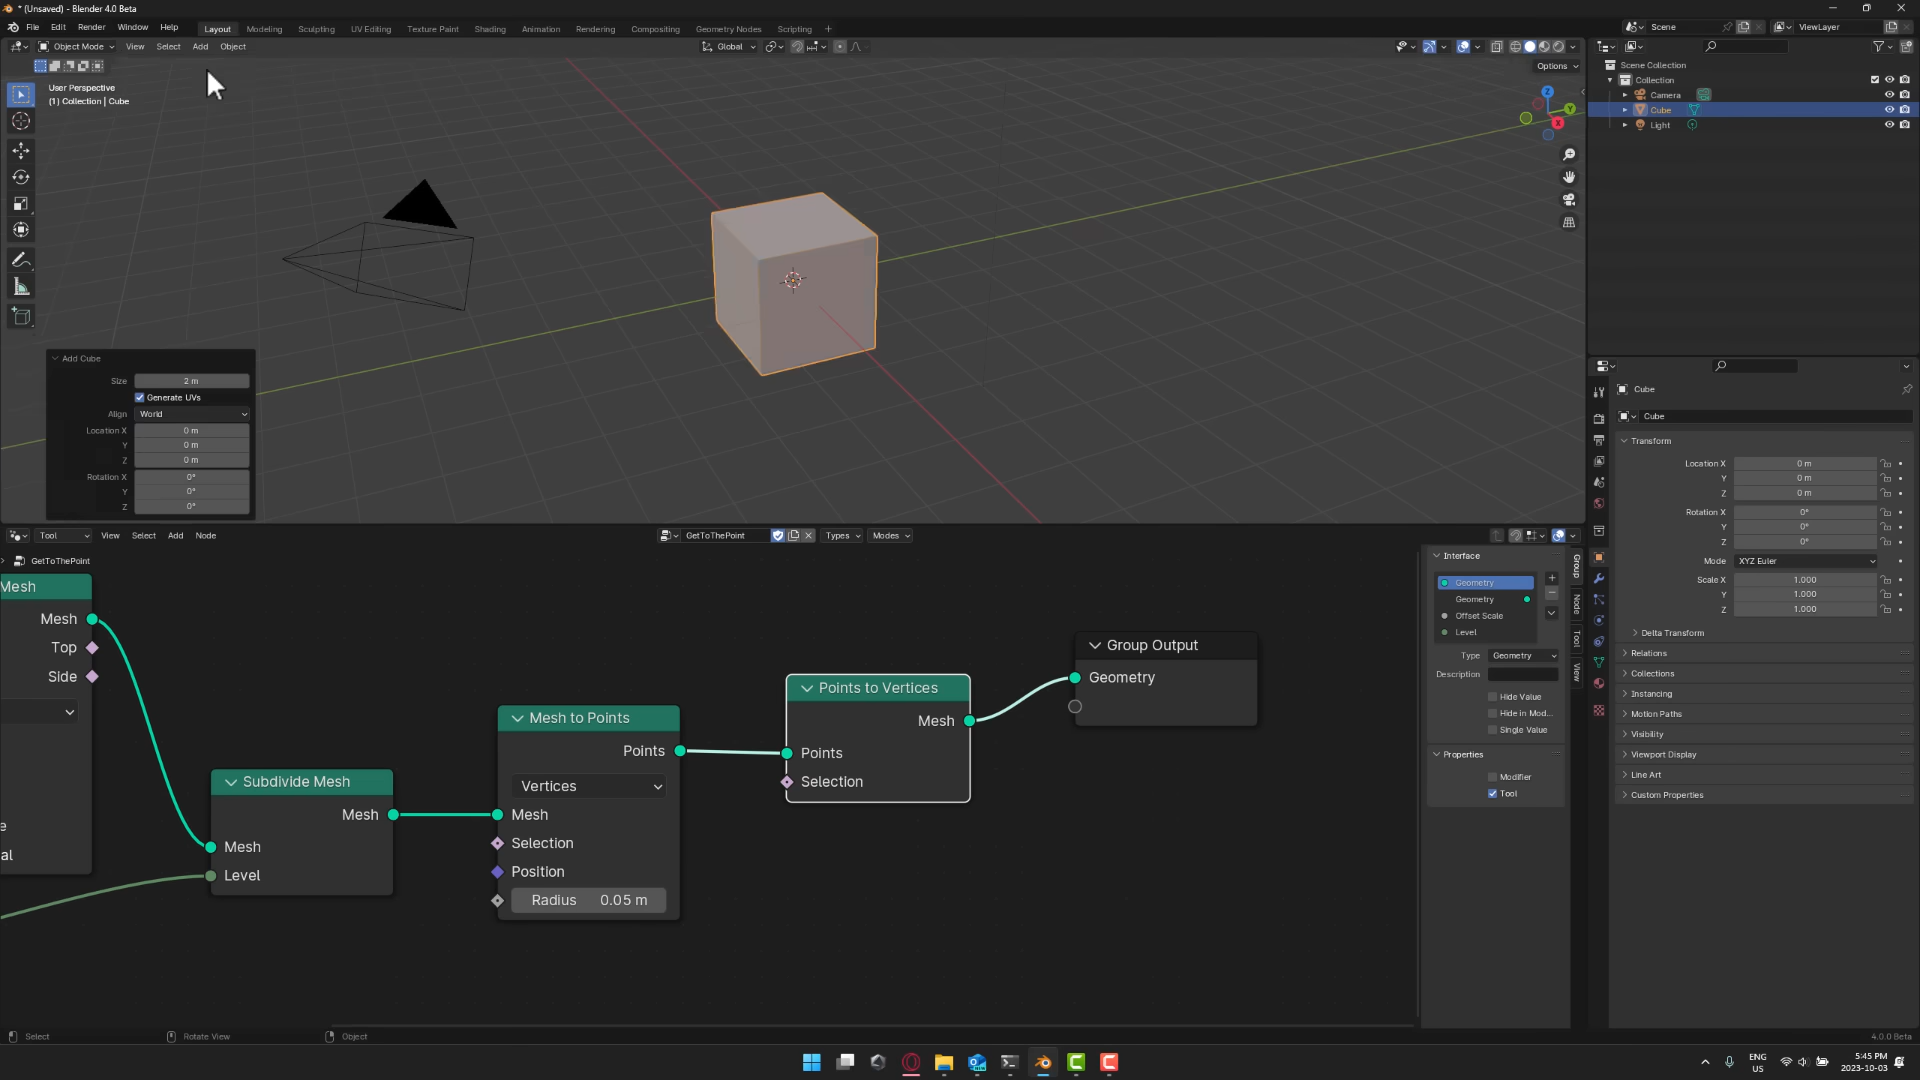 * (Unsaved) - Blender 4.0 Beta
File Edit Render Window Help Layout Modeling Sculpting UV Editing Texture Paint Shading Animation Rendering Compositing Geometry Nodes Scripting + Scene ViewLayer
Object Mode View Select Add Object Global
Options
User Perspective
(1) Collection | Cube
Z
Y
X
Scene Collection
Collection
Camera
Cube
Light
Add Cube
Size 2 m
Generate UVs
Align World
Location X 0 m
Y 0 m
Z 0 m
Rotation X 0°
Y 0°
Z 0°
Cube
Cube
Transform
Location X 0 m
Y 0 m
Z 0 m
Rotation X 0°
Y 0°
Z 0°
Mode XYZ Euler
Scale X 1.000
Y 1.000
Z 1.000
Delta Transform
Relations
Collections
Instancing
Motion Paths
Visibility
Viewport Display
Line Art
Custom Properties
Tool View Select Add Node GetToThePoint Types Modes
GetToThePoint
Mesh
Mesh
Top
Side
e
al
Subdivide Mesh
Mesh
Mesh
Level
Mesh to Points
Points
Vertices
Mesh
Selection
Position
Radius 0.05 m
Points to Vertices
Mesh
Points
Selection
Group Output
Geometry
Interface
Geometry
Geometry
Offset Scale
Level
Type Geometry
Description
Hide Value
Hide in Mod...
Single Value
Properties
Modifier
Tool
Group
Node
Tool
View
Select Rotate View Object 4.0.0 Beta
ENG
US
5:45 PM
2023-10-03